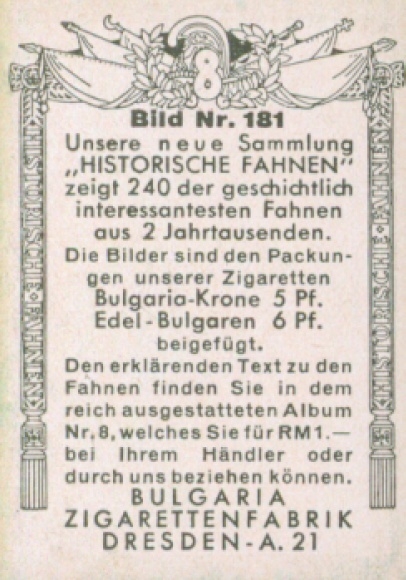 8
Bild Nr. 181
Unsere neue Sammlung
„HISTORISCHE FAHNEN"
zeigt 240 der geschichtlich
interessantesten Fahnen
aus 2 Jahrtausenden.
Die Bilder sind den Packun-
gen unserer Zigaretten
Bulgaria-Krone 5 Pf.
Edel-Bulgaren 6 Pf.
beigefügt.
Den erklärenden Text zu den
Fahnen finden Sie in dem
reich ausgestatteten Album
Nr. 8, welches Sie für RM 1.—
bei Ihrem Händler oder
durch uns beziehen können.
BULGARIA
ZIGARETTENFABRIK
DRESDEN-A. 21
HISTORISCHE · FAHNEN
HISTORISCHE · FAHNEN